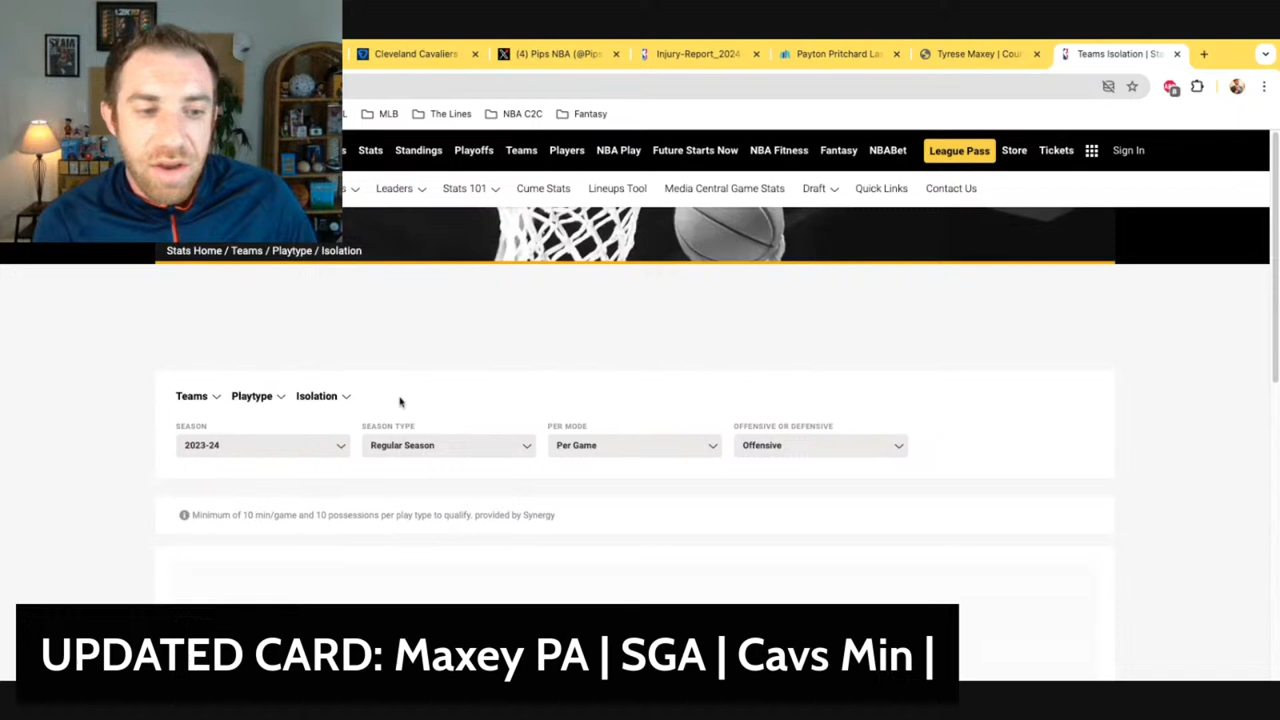 Cleveland Cavaliers
(4) Pips NBA (@Pips
Injury-Report_2024
Payton Pritchard Las
Tyrese Maxey | Cou
Teams Isolation | Sta
MLB
The Lines
NBA C2C
Fantasy
Stats
Standings
Playoffs
Teams
Players
NBA Play
Future Starts Now
NBA Fitness
Fantasy
NBABet
League Pass
Store
Tickets
Sign In
Leaders
Stats 101
Cume Stats
Lineups Tool
Media Central Game Stats
Draft
Quick Links
Contact Us
Stats Home / Teams / Playtype / Isolation
Teams
Playtype
Isolation
SEASON
SEASON TYPE
PER MODE
OFFENSIVE OR DEFENSIVE
2023-24
Regular Season
Per Game
Offensive
Minimum of 10 min/game and 10 possessions per play type to qualify. provided by Synergy
UPDATED CARD: Maxey PA | SGA | Cavs Min |